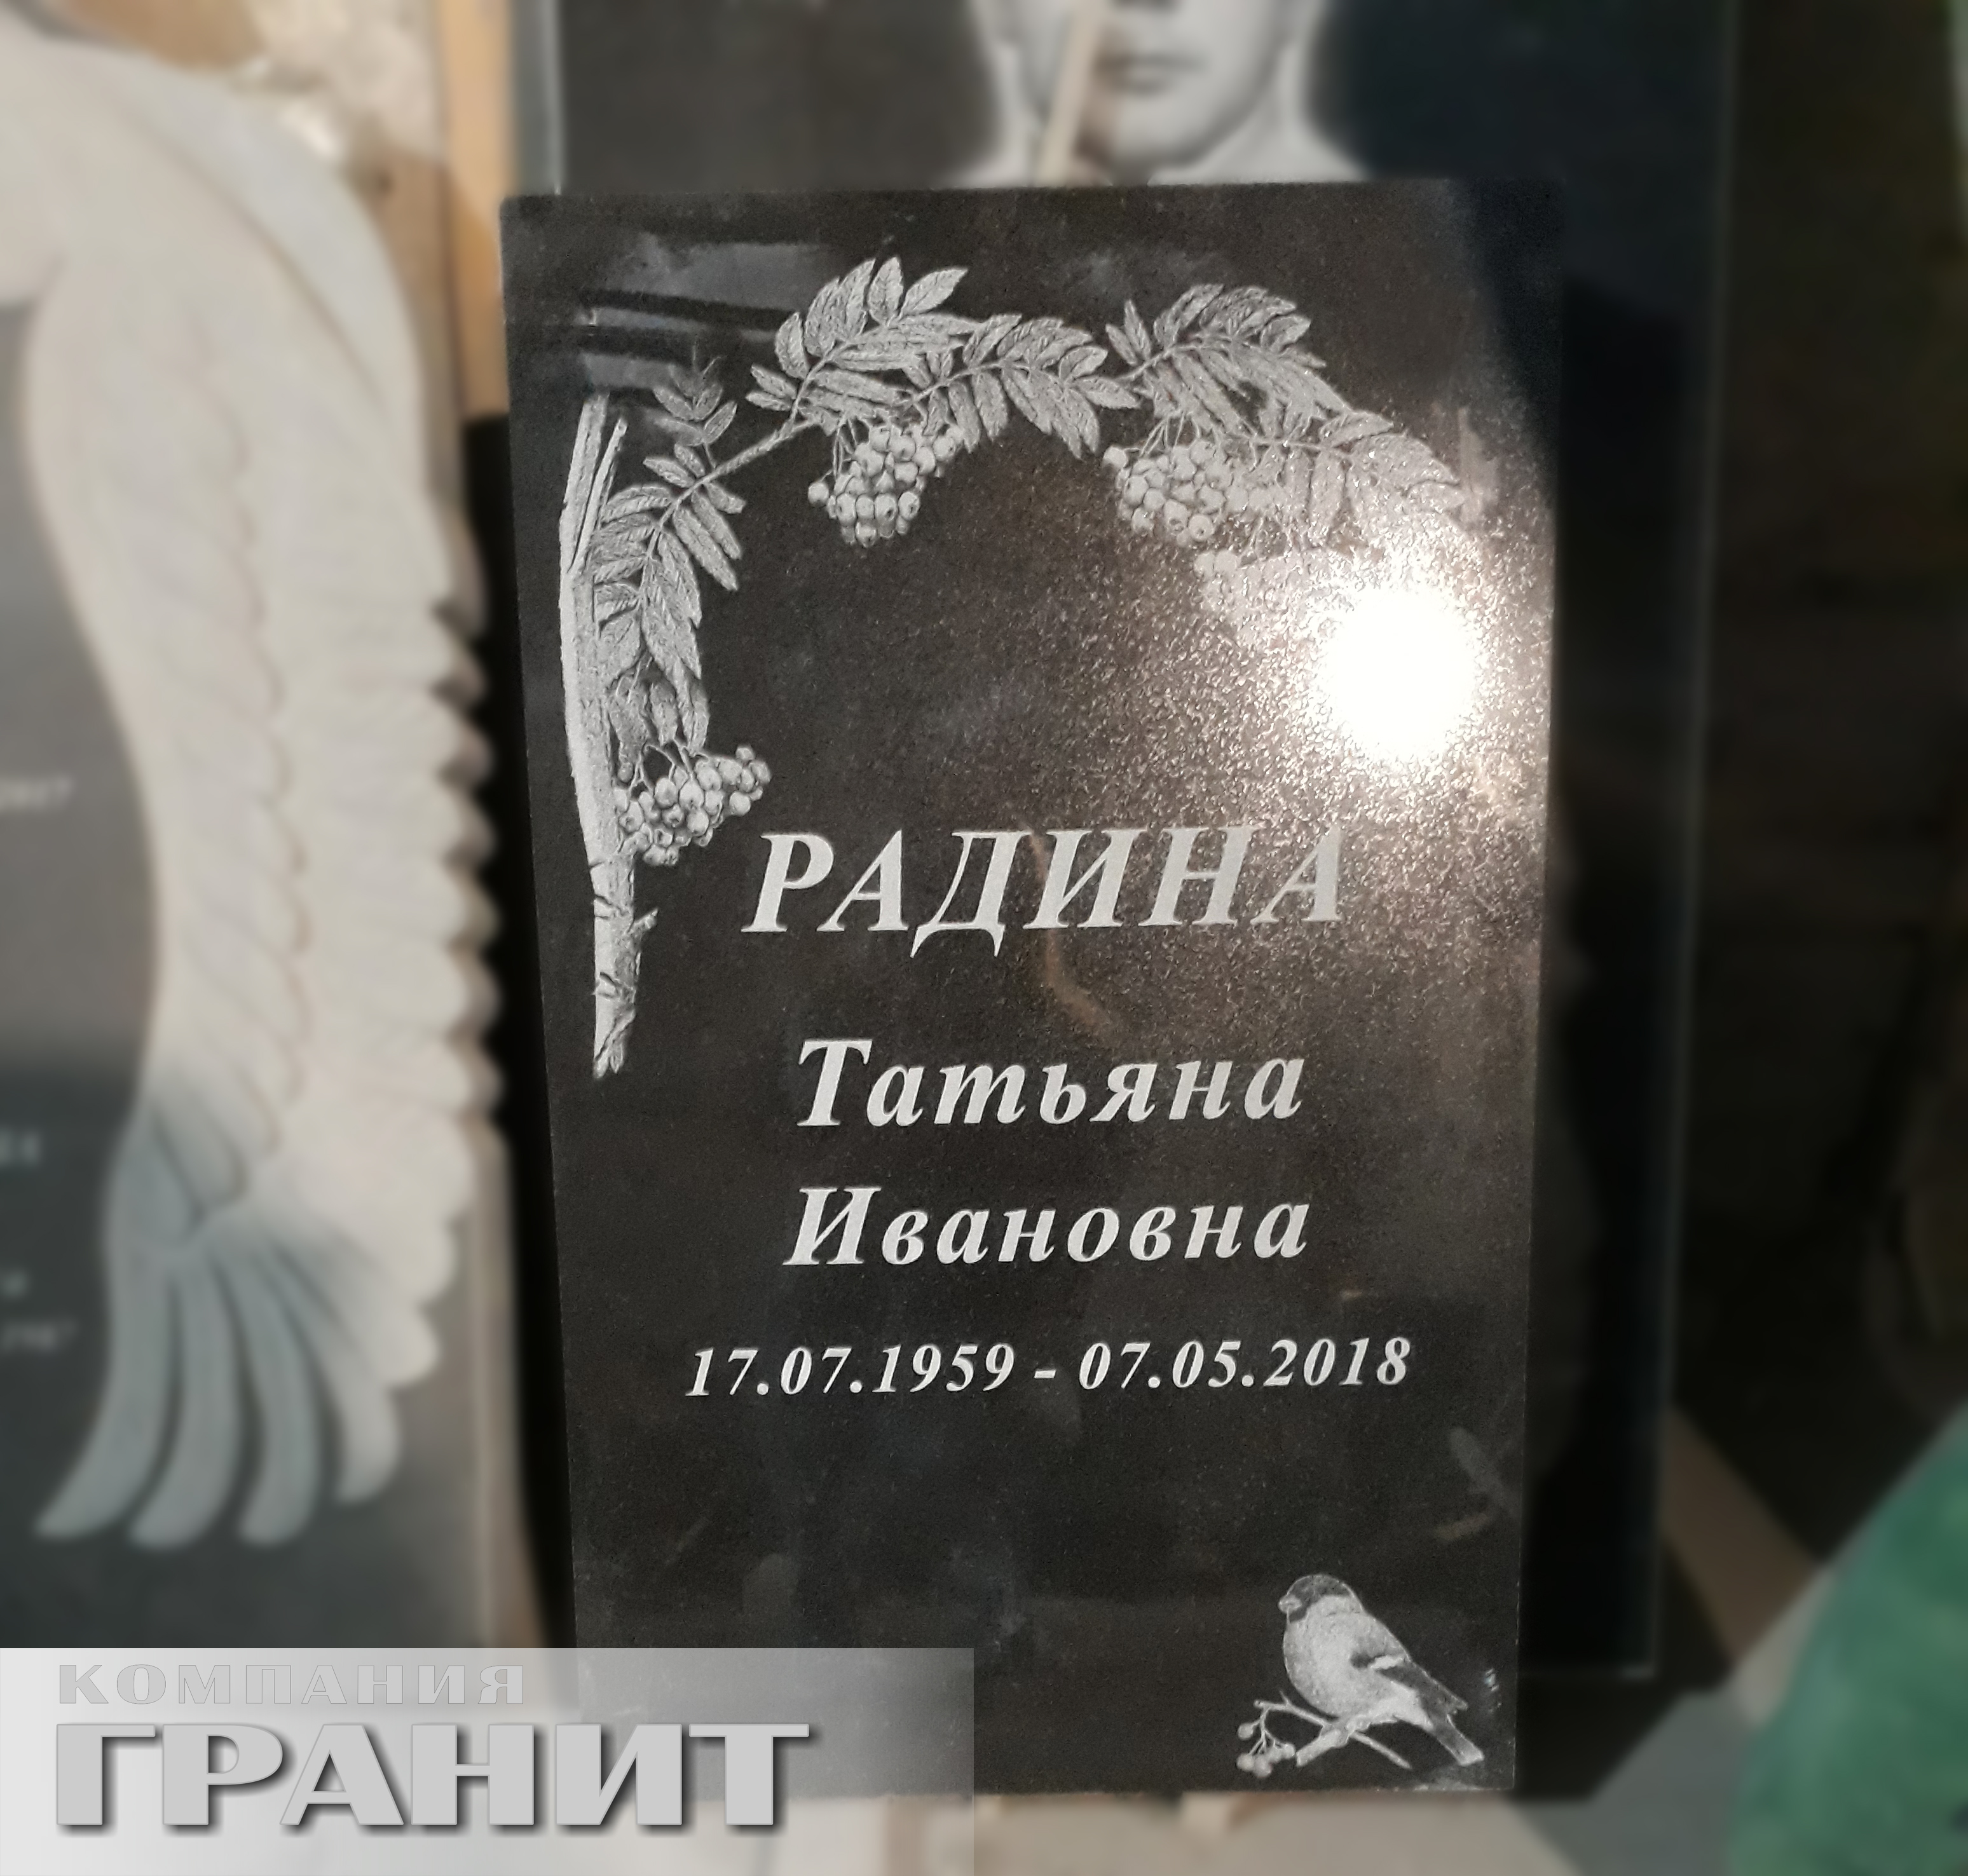 РАДИНА
Татьяна
Ивановна
17.07.1959 - 07.05.2018
КОМПАНИЯ
ГРАНИТ